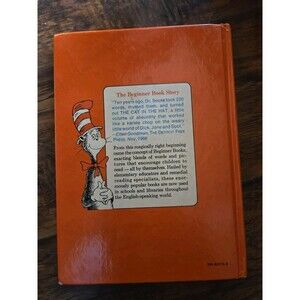 The Beginner Book Story
"Ten years ago, Dr. Seuss took 220
words, rhymed them, and turned
out THE CAT IN THE HAT, a little
volume of absurdity that worked
like a karate chop on the weary
little world of Dick, Jane and Spot."
—Ellen Goodman, The Detroit Free
Press, Nov. 1966
From this magically right beginning
came the concept of Beginner Books,
exacting blends of words and pic-
tures that encourage children to
read — all by themselves. Hailed by
elementary educators and remedial
reading specialists, these enor-
mously popular books are now used
in schools and libraries throughout
the English-speaking world.